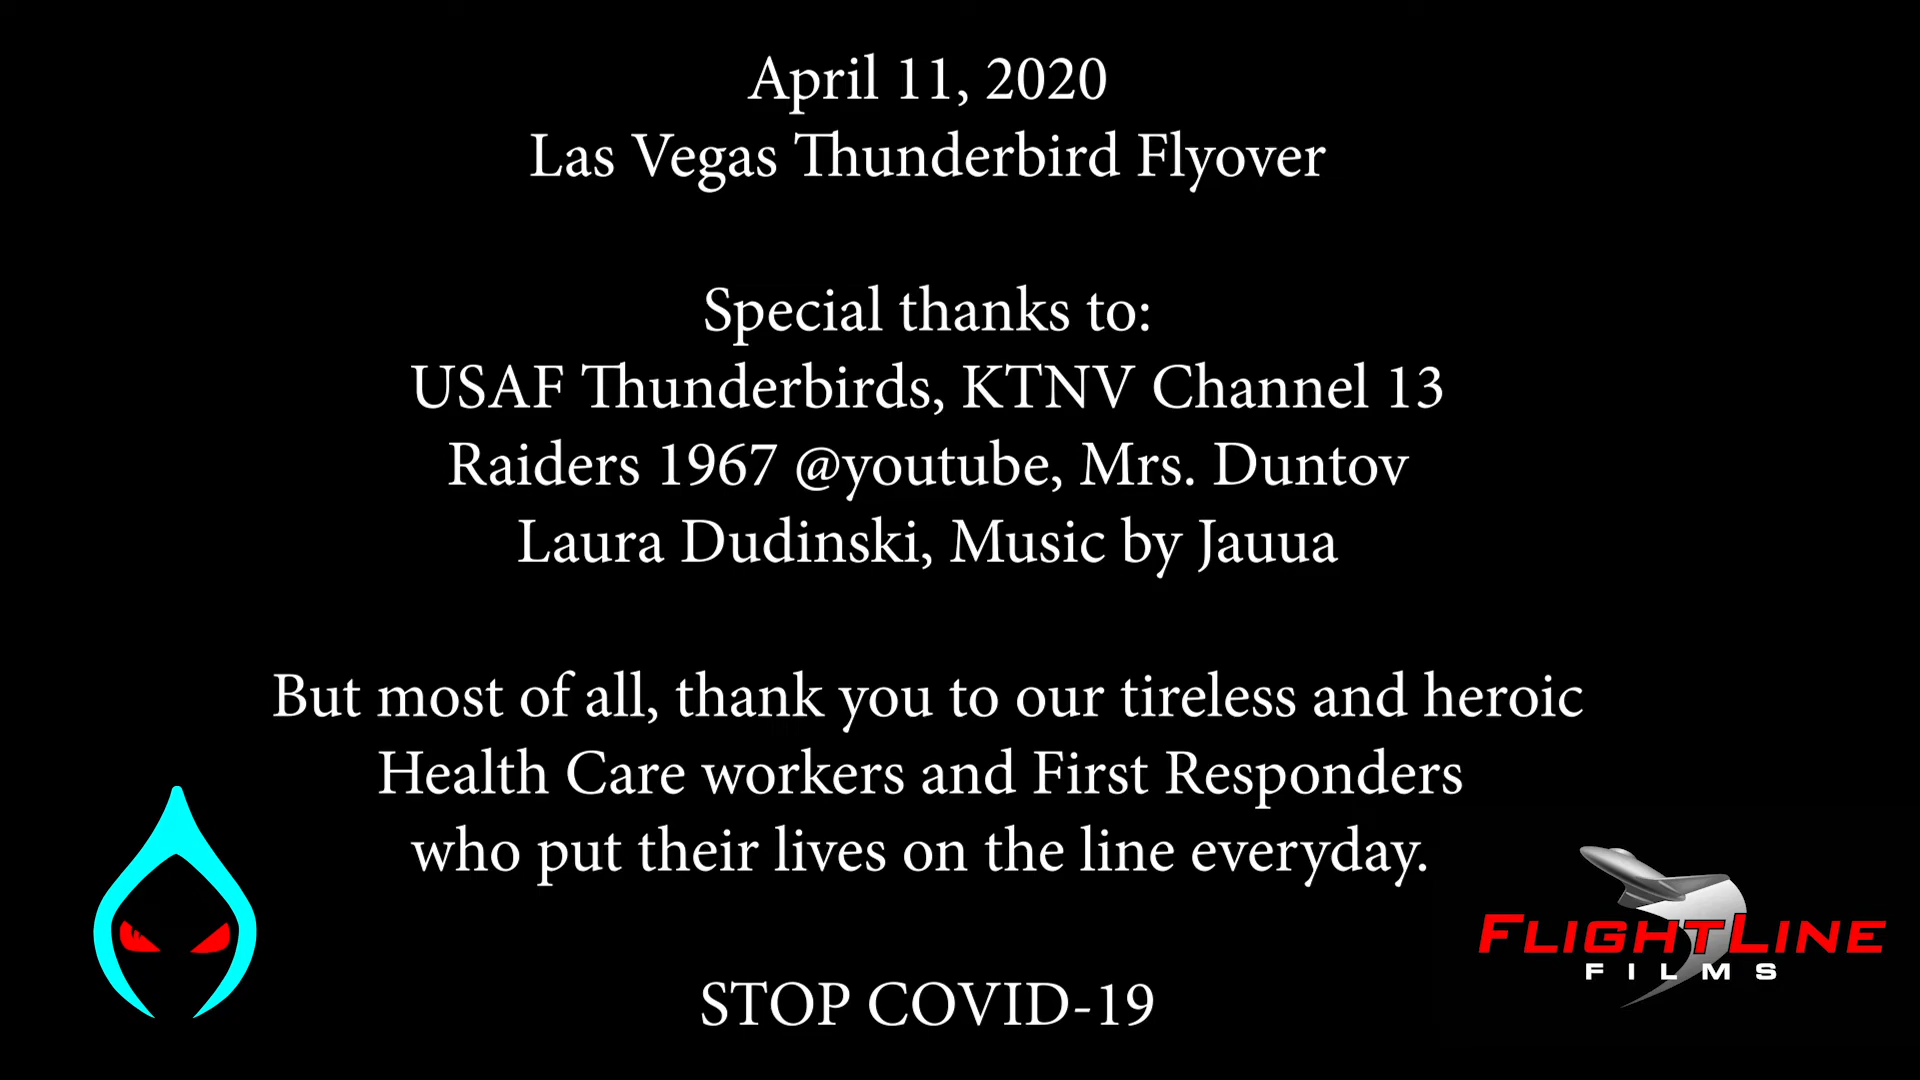 April 11, 2020
Las Vegas Thunderbird Flyover
Special thanks to:
USAF Thunderbirds, KTNV Channel 13
Raiders 1967 @youtube, Mrs. Duntov
Laura Dudinski, Music by Jauua
But most of all, thank you to our tireless and heroic
Health Care workers and First Responders
who put their lives on the line everyday.
STOP COVID-19
FLIGHTLINE
FILMS